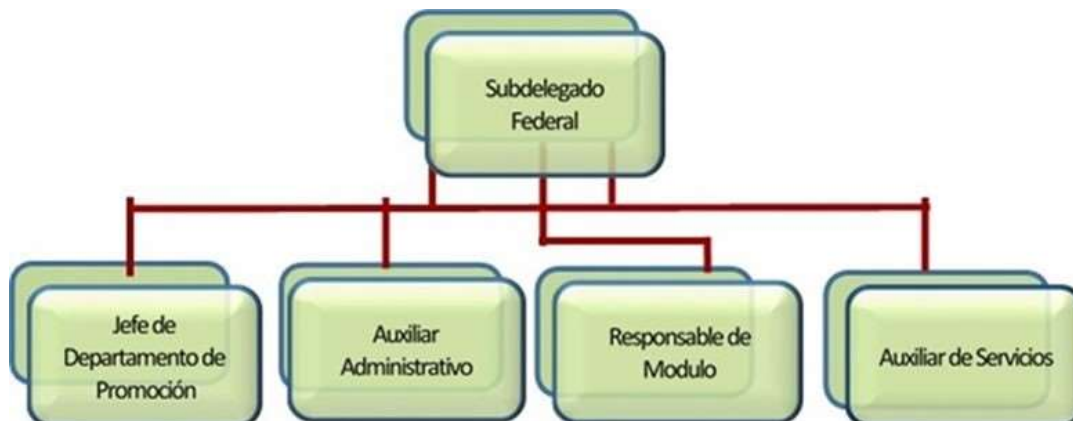 Subdelegado
Federal
Jefe de
Departamento de
Promoción
Auxiliar
Administrativo
Responsable de
Modulo
Auxiliar de Servicios